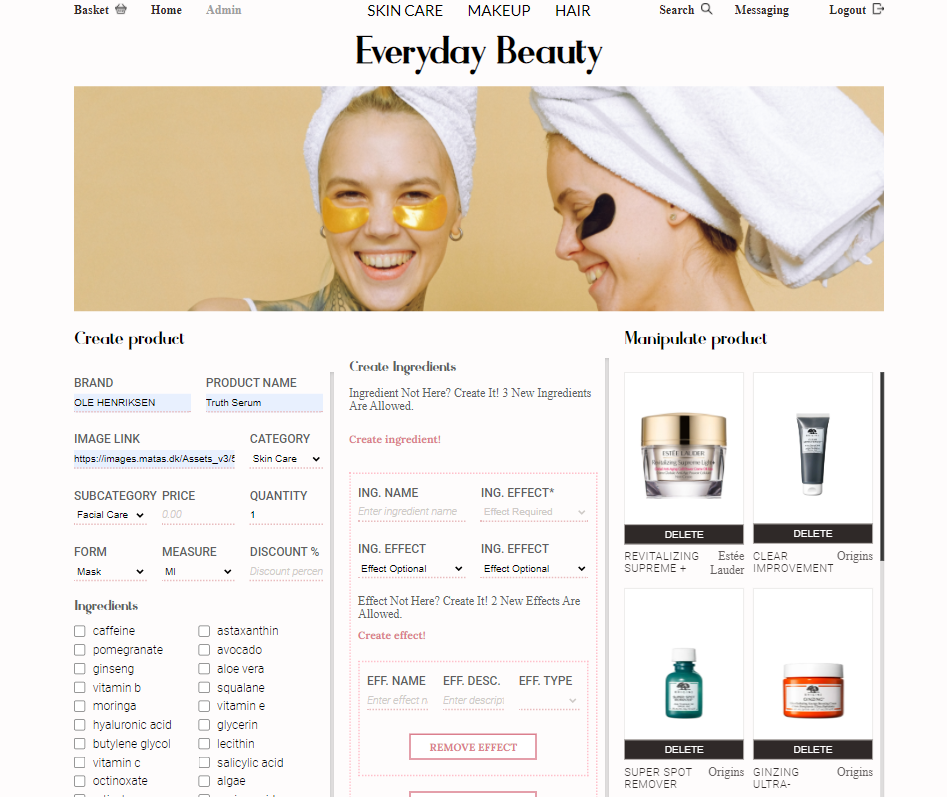 Basket Home Admin SKIN CARE MAKEUP HAIR Search Messaging Logout
Everyday Beauty
Create product
BRAND PRODUCT NAME
OLE HENRIKSEN Truth Serum
IMAGE LINK CATEGORY
https://images.matas.dk/Assets_v3/5 Skin Care
SUBCATEGORY PRICE QUANTITY
Facial Care 0.00 1
FORM MEASURE DISCOUNT %
Mask Ml Discount percen
Ingredients
caffeine astaxanthin
pomegranate avocado
ginseng aloe vera
vitamin b squalane
moringa vitamin e
hyaluronic acid glycerin
butylene glycol lecithin
vitamin c salicylic acid
octinoxate algae
Create Ingredients
Ingredient Not Here? Create It! 3 New Ingredients
Are Allowed.
Create ingredient!
ING. NAME ING. EFFECT*
Enter ingredient name Effect Required
ING. EFFECT ING. EFFECT
Effect Optional Effect Optional
Effect Not Here? Create It! 2 New Effects Are
Allowed.
Create effect!
EFF. NAME EFF. DESC. EFF. TYPE
Enter effect n Enter descript
REMOVE EFFECT
Manipulate product
ESTĒE LAUDER
Revitalizing Supreme Light+
DELETE DELETE
REVITALIZING Estée CLEAR Origins
SUPREME + Lauder IMPROVEMENT
GINZING
DELETE DELETE
SUPER SPOT Origins GINZING Origins
REMOVER ULTRA-